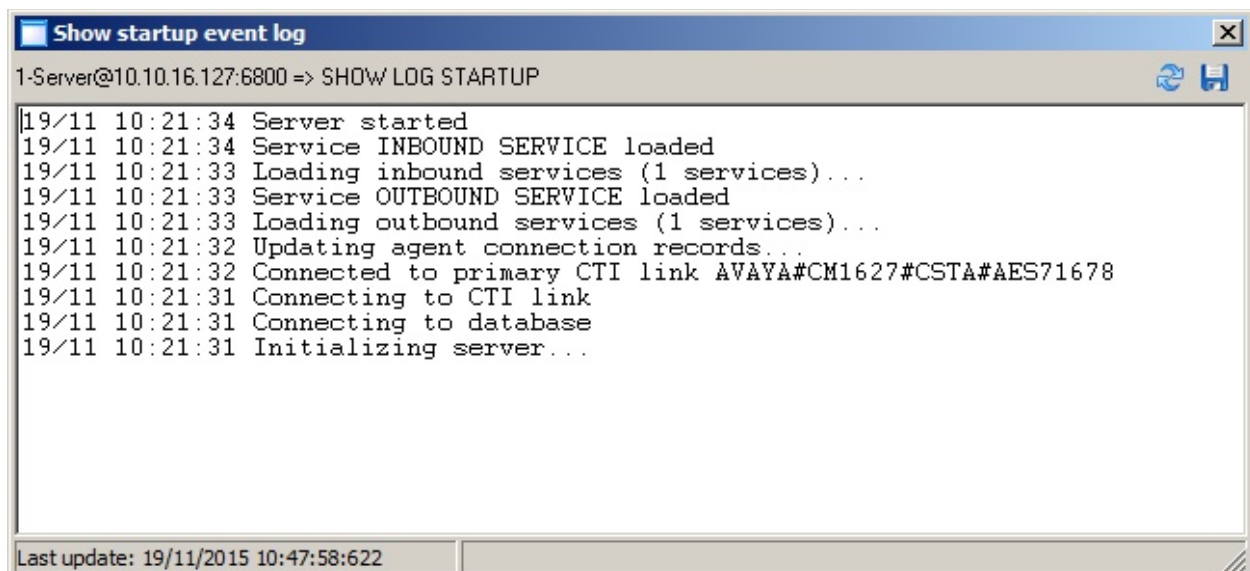 Show startup event log
1-Server@10.10.16.127:6800 => SHOW LOG STARTUP
19/11 10:21:34 Server started
19/11 10:21:34 Service INBOUND SERVICE loaded
19/11 10:21:33 Loading inbound services (1 services)...
19/11 10:21:33 Service OUTBOUND SERVICE loaded
19/11 10:21:33 Loading outbound services (1 services)...
19/11 10:21:32 Updating agent connection records...
19/11 10:21:32 Connected to primary CTI link AVAYA#CM1627#CSTA#AES71678
19/11 10:21:31 Connecting to CTI link
19/11 10:21:31 Connecting to database
19/11 10:21:31 Initializing server...
Last update: 19/11/2015 10:47:58:622